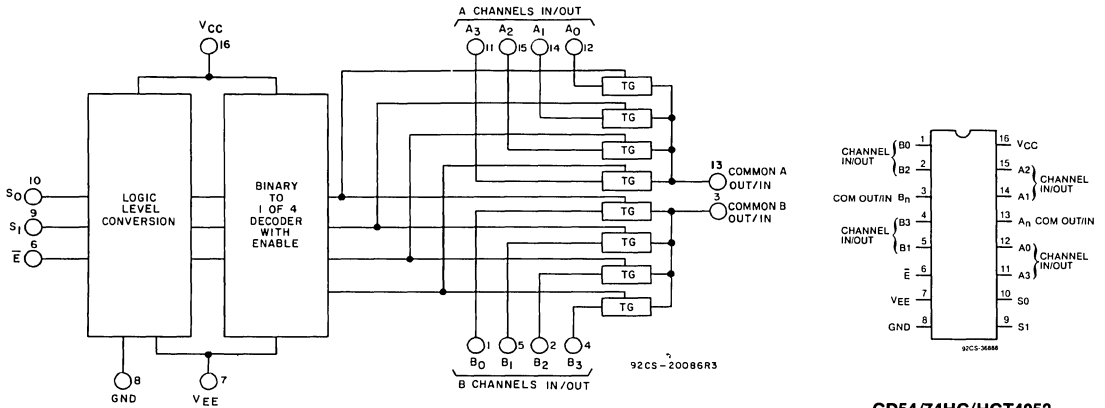 A CHANNELS IN/OUT
VCC
16
A3 A2 A1 A0
11 15 14 12
TG
TG
TG
TG
TG
TG
TG
TG
S0 10
S1 9
E̅ 6
LOGIC
LEVEL
CONVERSION
BINARY
TO
1 OF 4
DECODER
WITH
ENABLE
13
COMMON A
OUT/IN
3
COMMON B
OUT/IN
1 5 2 4
B0 B1 B2 B3
B CHANNELS IN/OUT
8
GND
7
VEE
92CS-20086R3
CHANNEL
IN/OUT
B0 1
B2 2
COM OUT/IN Bn 3
CHANNEL
IN/OUT
B3 4
B1 5
E̅ 6
VEE 7
GND 8
16 VCC
15 A2
14 A1
CHANNEL
IN/OUT
13 An COM OUT/IN
12 A0
11 A3
CHANNEL
IN/OUT
10 S0
9 S1
92CS-36888